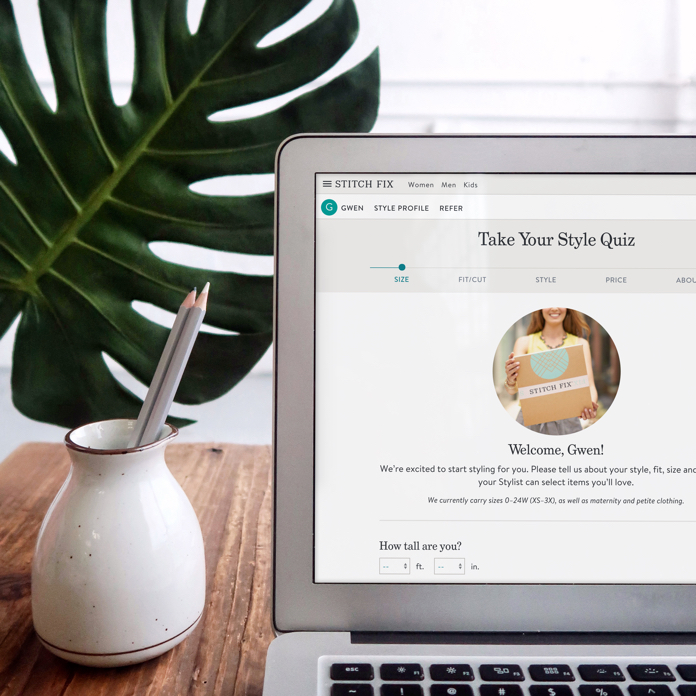 STITCH FIX Women Men Kids
G GWEN STYLE PROFILE REFER
Take Your Style Quiz
SIZE FIT/CUT STYLE PRICE
STITCH FIX
Welcome, Gwen!
We're excited to start styling for you. Please tell us about your style, fit, size and
your Stylist can select items you'll love.
We currently carry sizes 0–24W (XS–3X), as well as maternity and petite clothing.
How tall are you?
-- ft. -- in.
esc F1 F2 F3 F4 F5 F6
~ ! @ # $ % ^